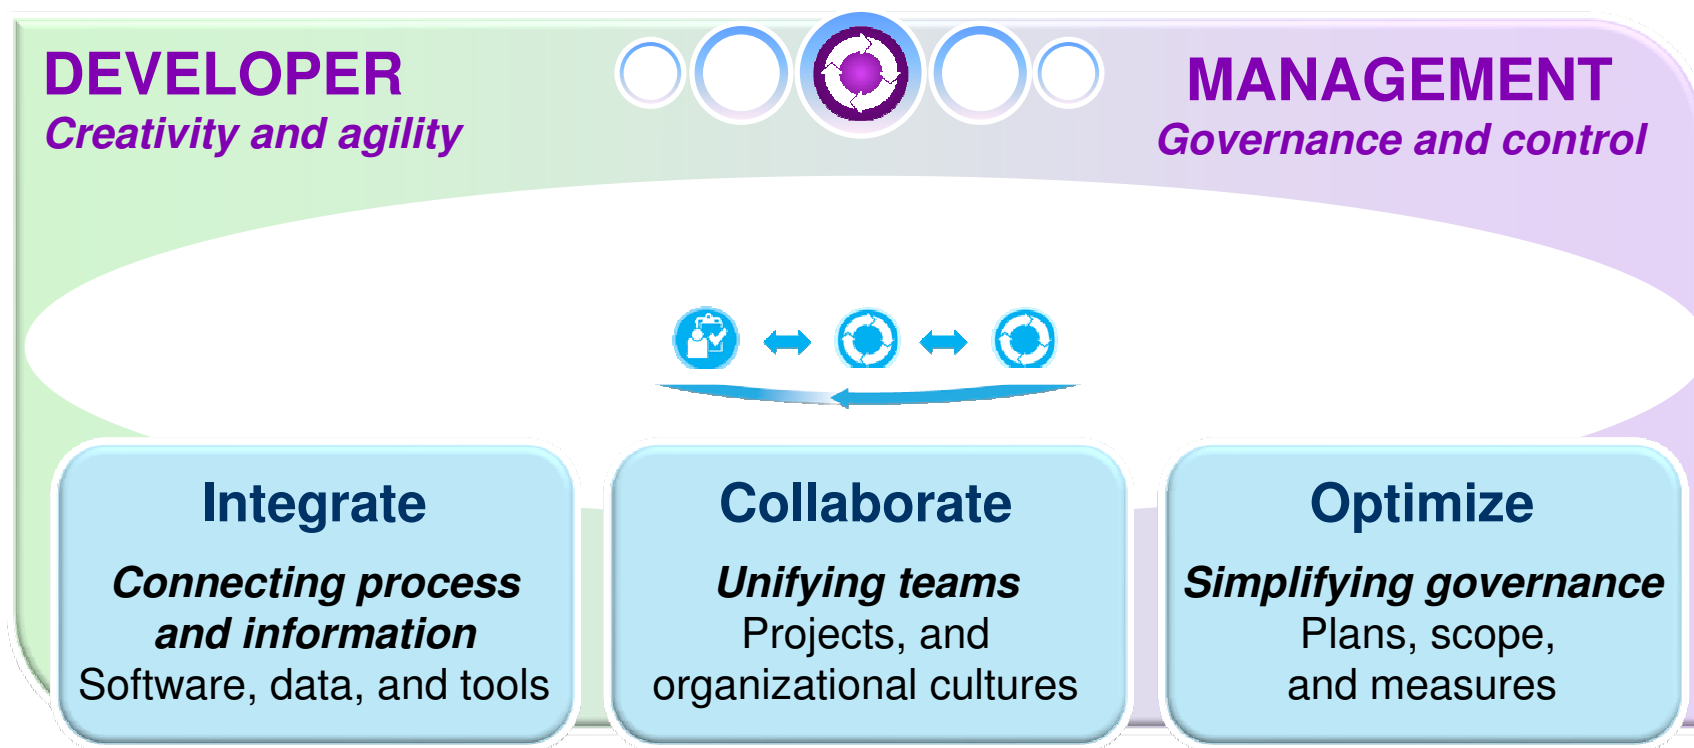 DEVELOPER
Creativity and agility
MANAGEMENT
Governance and control
Integrate
Connecting process
and information
Software, data, and tools
Collaborate
Unifying teams
Projects, and
organizational cultures
Optimize
Simplifying governance
Plans, scope,
and measures